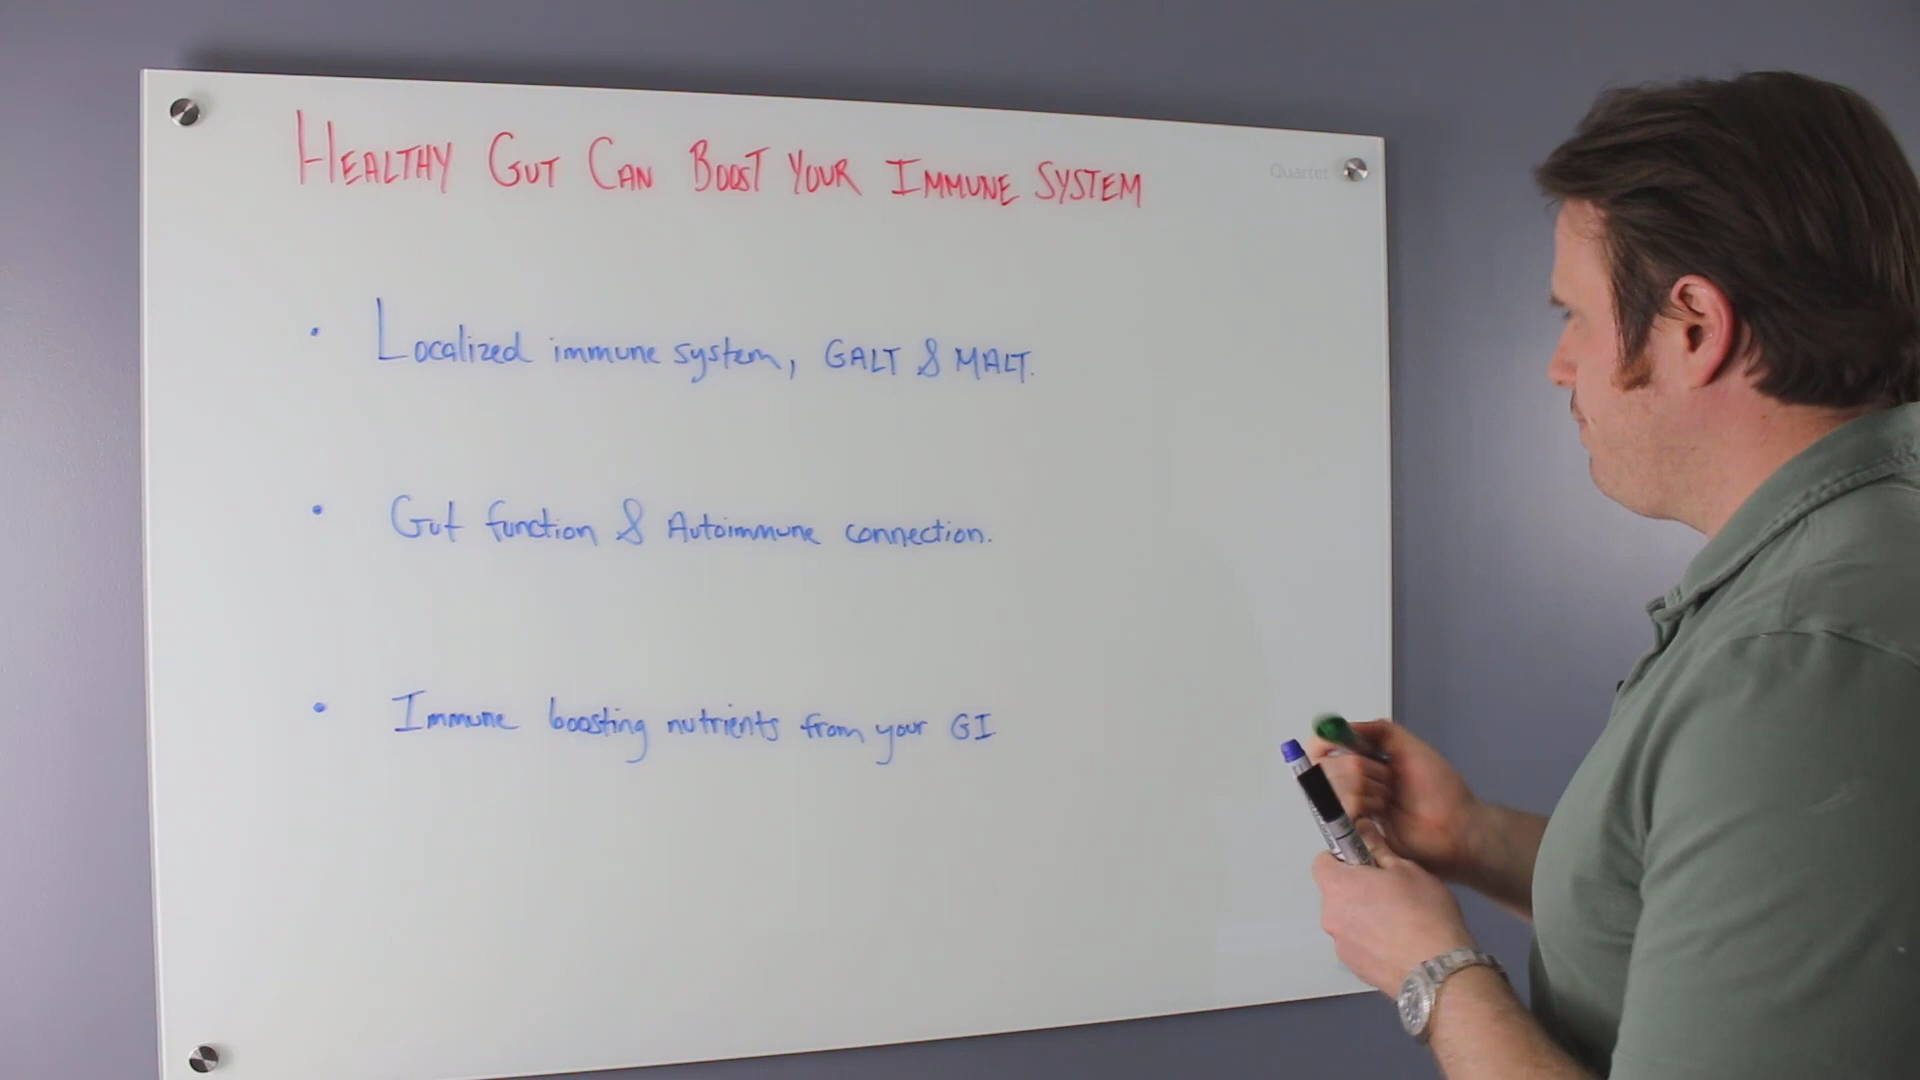 HEALTHY GUT CAN BOOST YOUR IMMUNE SYSTEM
Quartet
• Localized immune system, GALT & MALT.
• Gut function & Autoimmune connection.
• Immune boosting nutrients from your GI